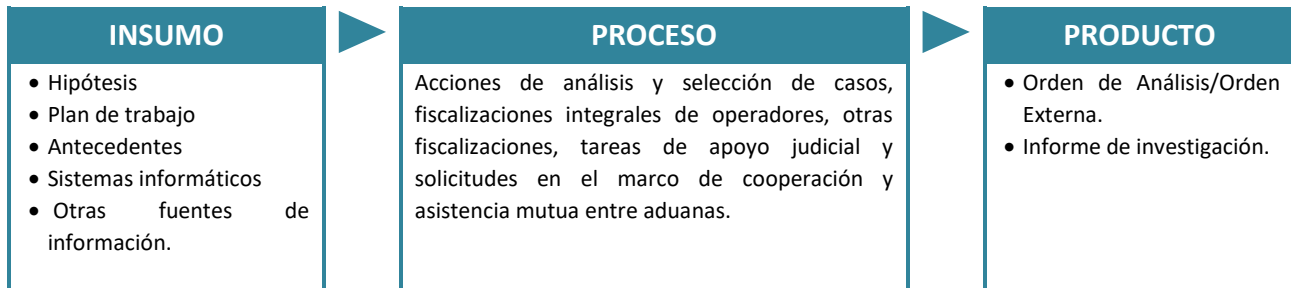 INSUMO
• Hipótesis
• Plan de trabajo
• Antecedentes
• Sistemas informáticos
• Otras fuentes de
información.
PROCESO
Acciones de análisis y selección de casos,
fiscalizaciones integrales de operadores, otras
fiscalizaciones, tareas de apoyo judicial y
solicitudes en el marco de cooperación y
asistencia mutua entre aduanas.
PRODUCTO
• Orden de Análisis/Orden
Externa.
• Informe de investigación.